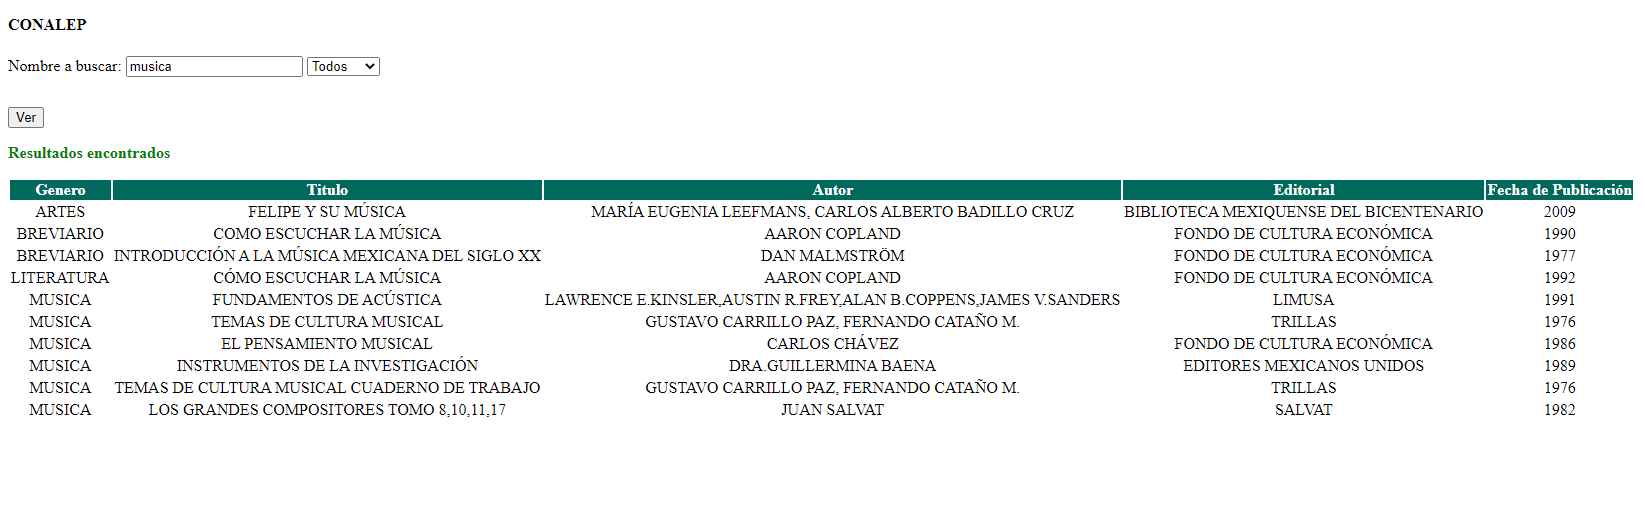 CONALEP
Nombre a buscar: musica Todos
Ver
Resultados encontrados
Genero Titulo Autor Editorial Fecha de Publicación
ARTES FELIPE Y SU MÚSICA MARÍA EUGENIA LEEFMANS, CARLOS ALBERTO BADILLO CRUZ BIBLIOTECA MEXIQUENSE DEL BICENTENARIO 2009
BREVIARIO COMO ESCUCHAR LA MÚSICA AARON COPLAND FONDO DE CULTURA ECONÓMICA 1990
BREVIARIO INTRODUCCIÓN A LA MÚSICA MEXICANA DEL SIGLO XX DAN MALMSTRÖM FONDO DE CULTURA ECONÓMICA 1977
LITERATURA CÓMO ESCUCHAR LA MÚSICA AARON COPLAND FONDO DE CULTURA ECONÓMICA 1992
MUSICA FUNDAMENTOS DE ACÚSTICA LAWRENCE E.KINSLER,AUSTIN R.FREY,ALAN B.COPPENS,JAMES V.SANDERS LIMUSA 1991
MUSICA TEMAS DE CULTURA MUSICAL GUSTAVO CARRILLO PAZ, FERNANDO CATAÑO M. TRILLAS 1976
MUSICA EL PENSAMIENTO MUSICAL CARLOS CHÁVEZ FONDO DE CULTURA ECONÓMICA 1986
MUSICA INSTRUMENTOS DE LA INVESTIGACIÓN DRA.GUILLERMINA BAENA EDITORES MEXICANOS UNIDOS 1989
MUSICA TEMAS DE CULTURA MUSICAL CUADERNO DE TRABAJO GUSTAVO CARRILLO PAZ, FERNANDO CATAÑO M. TRILLAS 1976
MUSICA LOS GRANDES COMPOSITORES TOMO 8,10,11,17 JUAN SALVAT SALVAT 1982